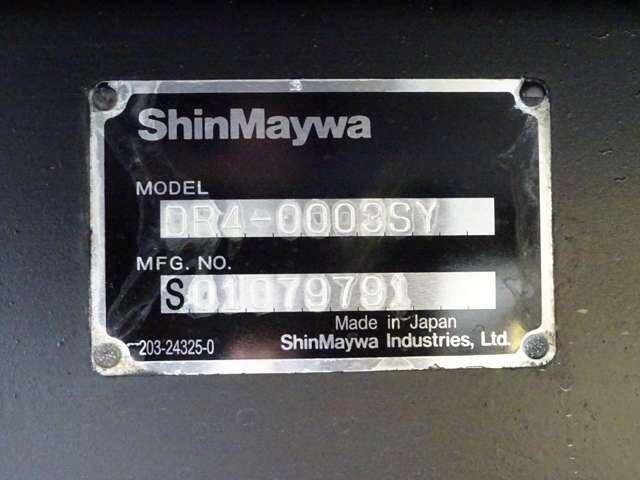 ShinMaywa
MODEL
DR4-0003SY
MFG. NO.
S01079791
Made in Japan
203-24325-0 ShinMaywa Industries, Ltd.